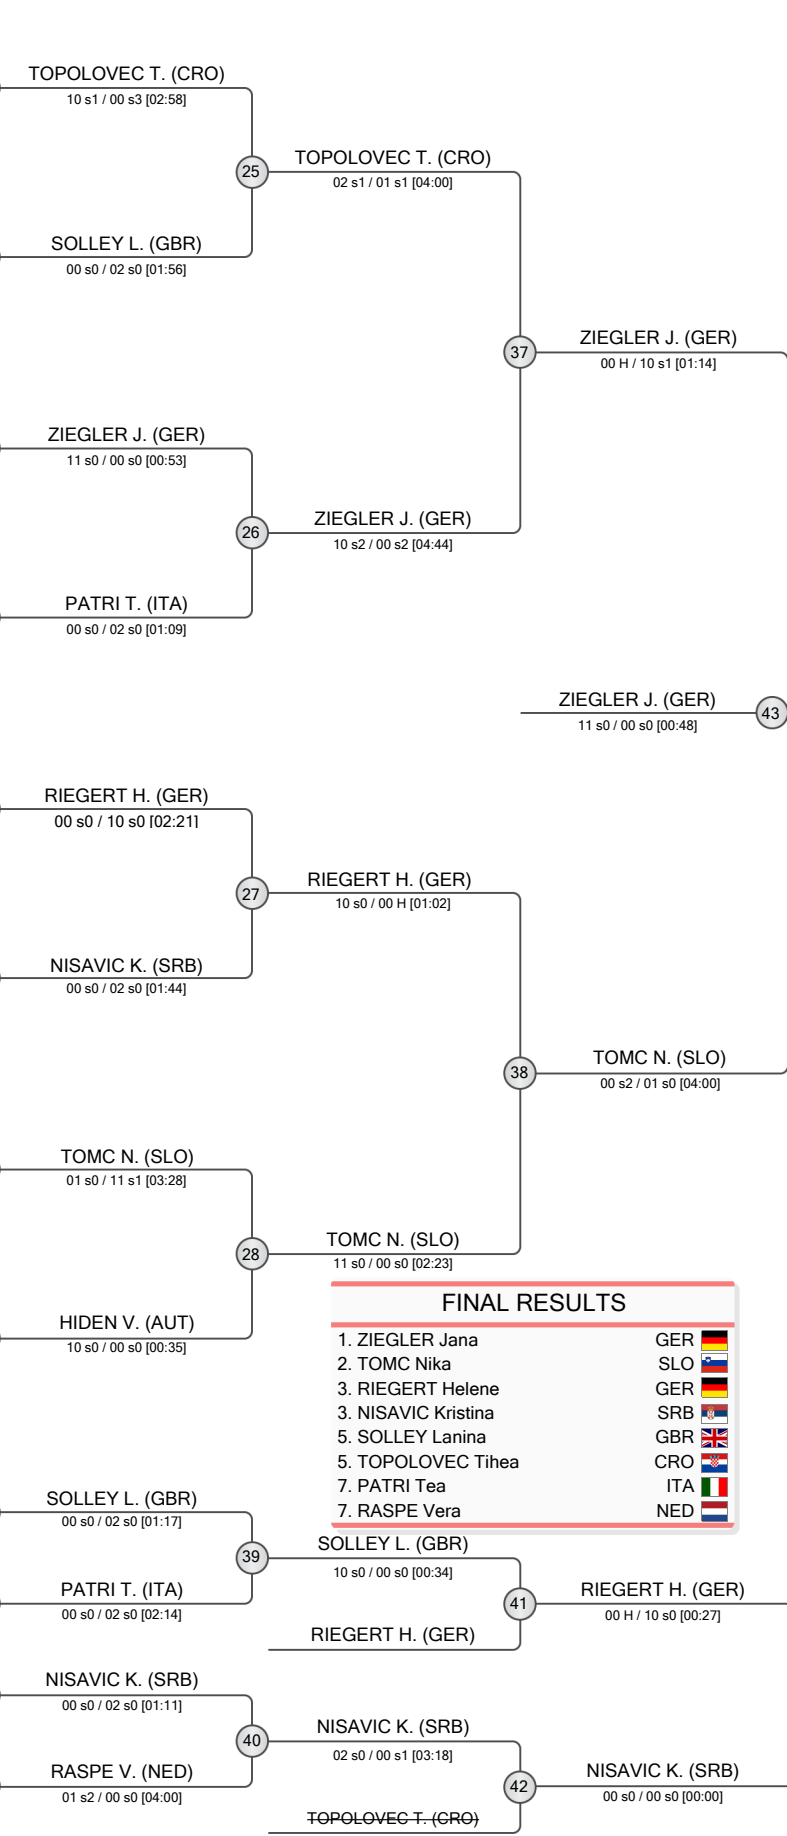 TOPOLOVEC T. (CRO)
10 s1 / 00 s3 [02:58]
25
TOPOLOVEC T. (CRO)
02 s1 / 01 s1 [04:00]
SOLLEY L. (GBR)
00 s0 / 02 s0 [01:56]
37
ZIEGLER J. (GER)
00 H / 10 s1 [01:14]
ZIEGLER J. (GER)
11 s0 / 00 s0 [00:53]
26
ZIEGLER J. (GER)
10 s2 / 00 s2 [04:44]
PATRI T. (ITA)
00 s0 / 02 s0 [01:09]
ZIEGLER J. (GER)
11 s0 / 00 s0 [00:48]
43
RIEGERT H. (GER)
00 s0 / 10 s0 [02:21]
27
RIEGERT H. (GER)
10 s0 / 00 H [01:02]
NISAVIC K. (SRB)
00 s0 / 02 s0 [01:44]
38
TOMC N. (SLO)
00 s2 / 01 s0 [04:00]
TOMC N. (SLO)
01 s0 / 11 s1 [03:28]
28
TOMC N. (SLO)
11 s0 / 00 s0 [02:23]
HIDEN V. (AUT)
10 s0 / 00 s0 [00:35]
FINAL RESULTS
1. ZIEGLER Jana GER
2. TOMC Nika SLO
3. RIEGERT Helene GER
3. NISAVIC Kristina SRB
5. SOLLEY Lanina GBR
5. TOPOLOVEC Tihea CRO
7. PATRI Tea ITA
7. RASPE Vera NED
SOLLEY L. (GBR)
00 s0 / 02 s0 [01:17]
39
SOLLEY L. (GBR)
10 s0 / 00 s0 [00:34]
PATRI T. (ITA)
00 s0 / 02 s0 [02:14]
41
RIEGERT H. (GER)
00 H / 10 s0 [00:27]
RIEGERT H. (GER)
NISAVIC K. (SRB)
00 s0 / 02 s0 [01:11]
40
NISAVIC K. (SRB)
02 s0 / 00 s1 [03:18]
RASPE V. (NED)
01 s2 / 00 s0 [04:00]
42
NISAVIC K. (SRB)
00 s0 / 00 s0 [00:00]
TOPOLOVEC T. (CRO)